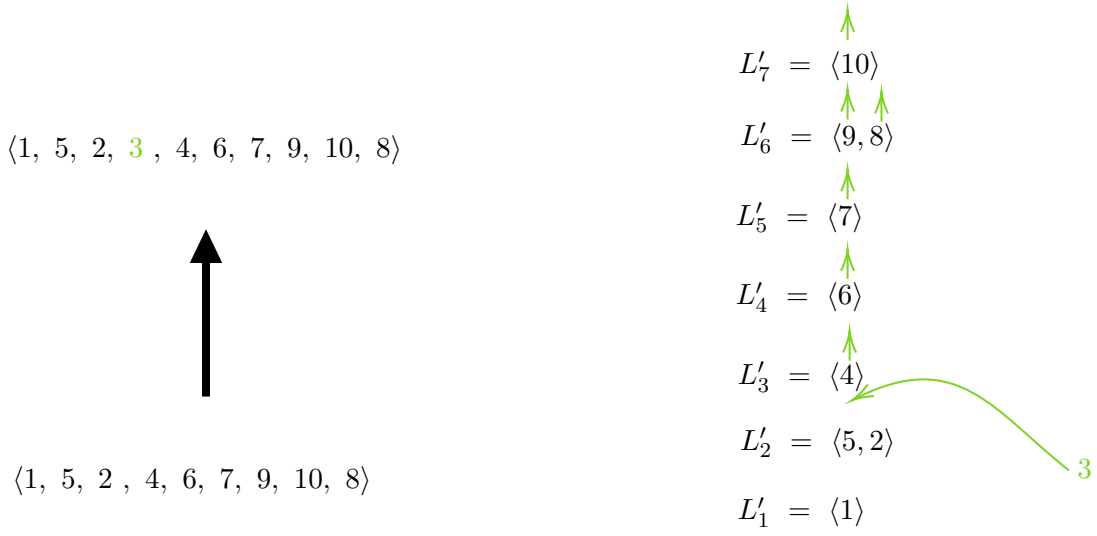 ⟨1, 5, 2, 3 , 4, 6, 7, 9, 10, 8⟩
⟨1, 5, 2 , 4, 6, 7, 9, 10, 8⟩
L′₇ = ⟨10⟩
L′₆ = ⟨9, 8⟩
L′₅ = ⟨7⟩
L′₄ = ⟨6⟩
L′₃ = ⟨4⟩
L′₂ = ⟨5, 2⟩
3
L′₁ = ⟨1⟩